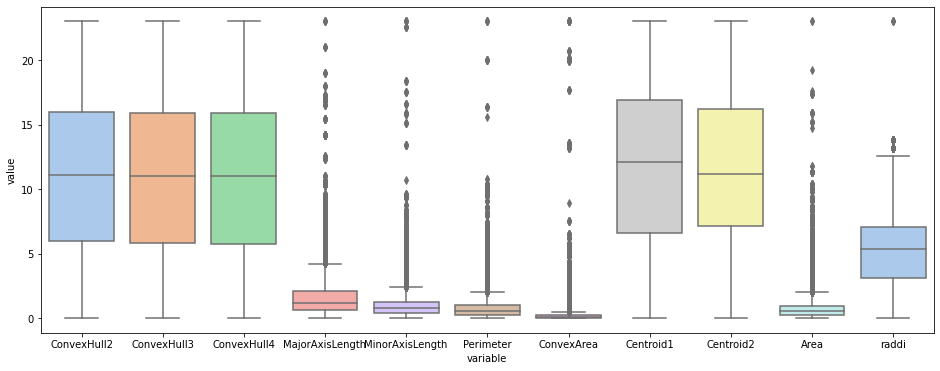 value
20
15
10
5
0
ConvexHull2 ConvexHull3 ConvexHull4 MajorAxisLength MinorAxisLength Perimeter ConvexArea Centroid1 Centroid2 Area raddi
variable